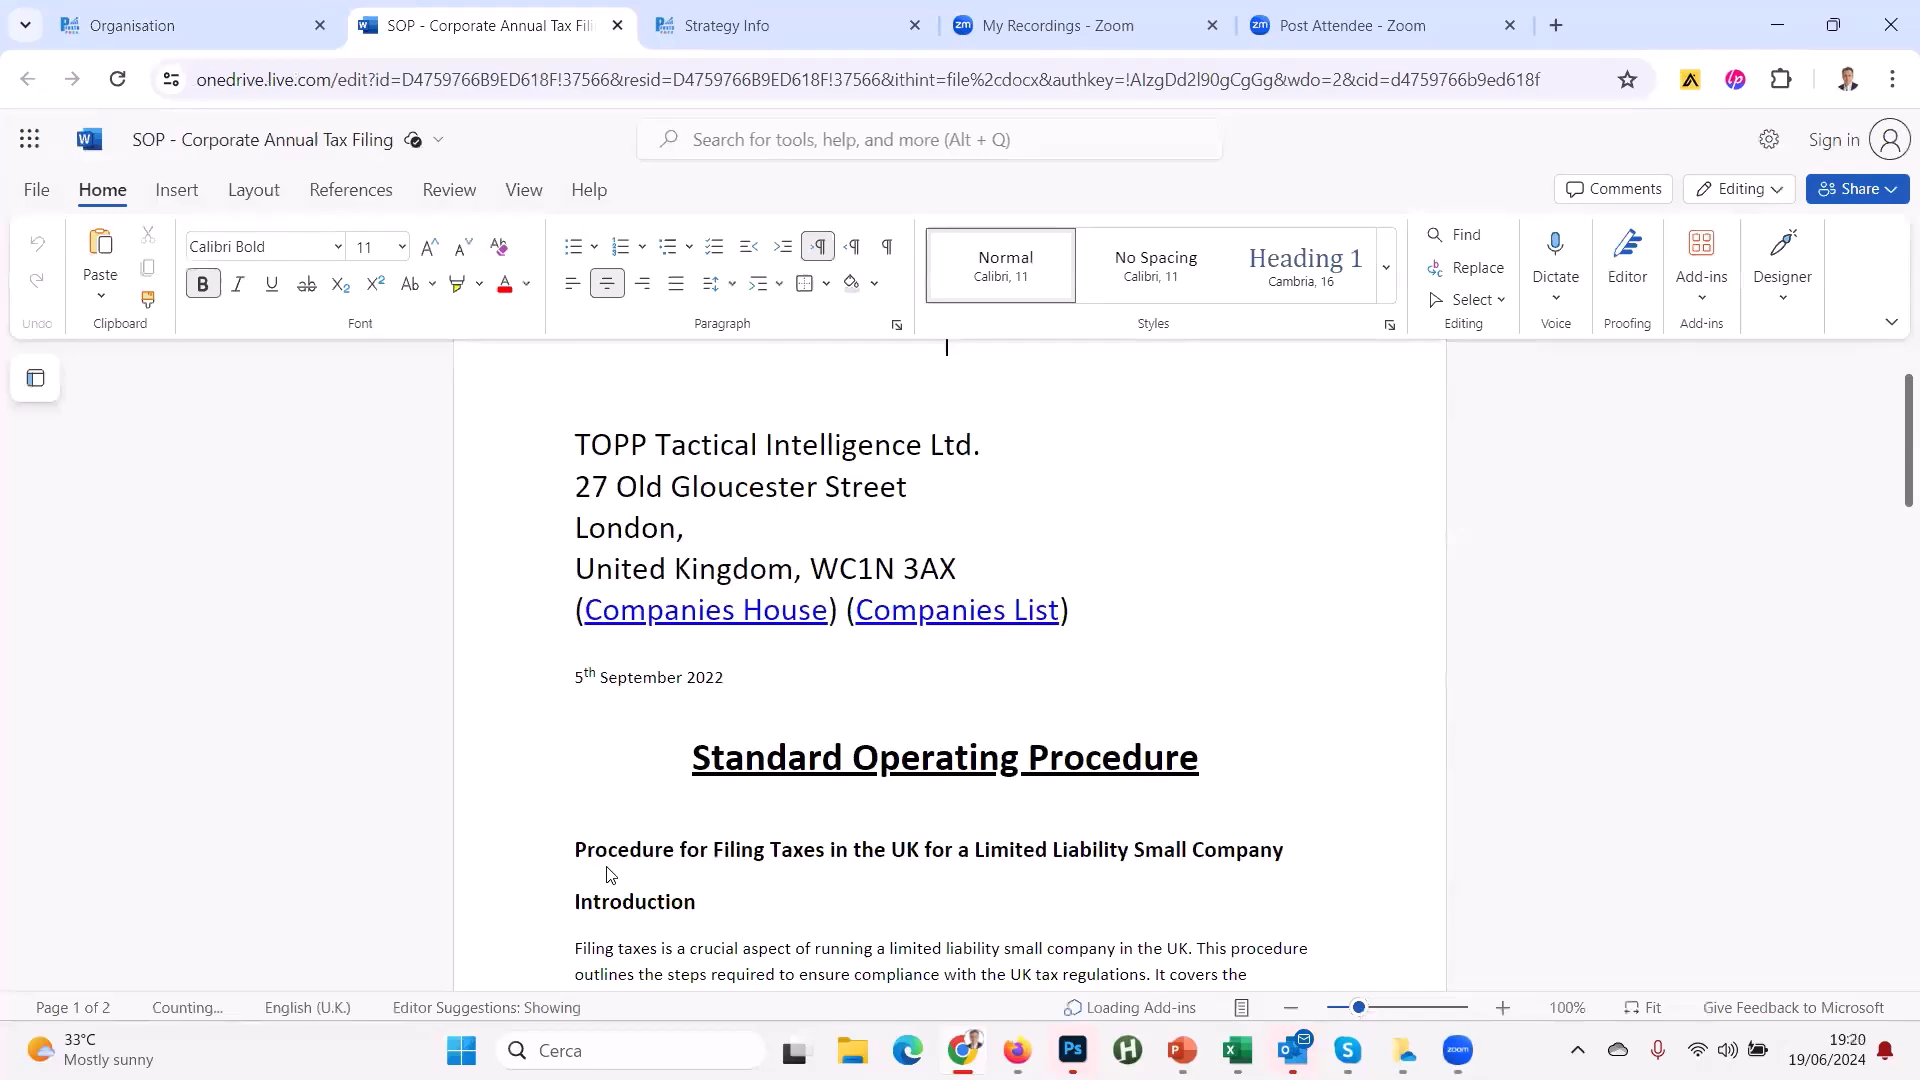 Organisation
SOP - Corporate Annual Tax Fili
Strategy Info
My Recordings - Zoom
Post Attendee - Zoom
onedrive.live.com/edit?id=D4759766B9ED618F!37566&resid=D4759766B9ED618F!37566&ithint=file%2cdocx&authkey=!AIzgDd2l90gCgGg&wdo=2&cid=d4759766b9ed618f
SOP - Corporate Annual Tax Filing
Search for tools, help, and more (Alt + Q)
Sign in
File Home Insert Layout References Review View Help
Comments
Editing
Share
Calibri Bold
11
Paste
Normal
Calibri, 11
No Spacing
Calibri, 11
Heading 1
Cambria, 16
Find
Replace
Select
Dictate
Editor
Add-ins
Designer
Undo
Clipboard
Font
Paragraph
Styles
Editing
Voice
Proofing
Add-ins
TOPP Tactical Intelligence Ltd.
27 Old Gloucester Street
London,
United Kingdom, WC1N 3AX
(Companies House) (Companies List)
5th September 2022
Standard Operating Procedure
Procedure for Filing Taxes in the UK for a Limited Liability Small Company
Introduction
Filing taxes is a crucial aspect of running a limited liability small company in the UK. This procedure
outlines the steps required to ensure compliance with the UK tax regulations. It covers the
Page 1 of 2
Counting...
English (U.K.)
Editor Suggestions: Showing
Loading Add-ins
100%
Fit
Give Feedback to Microsoft
33°C
Mostly sunny
Cerca
19:20
19/06/2024